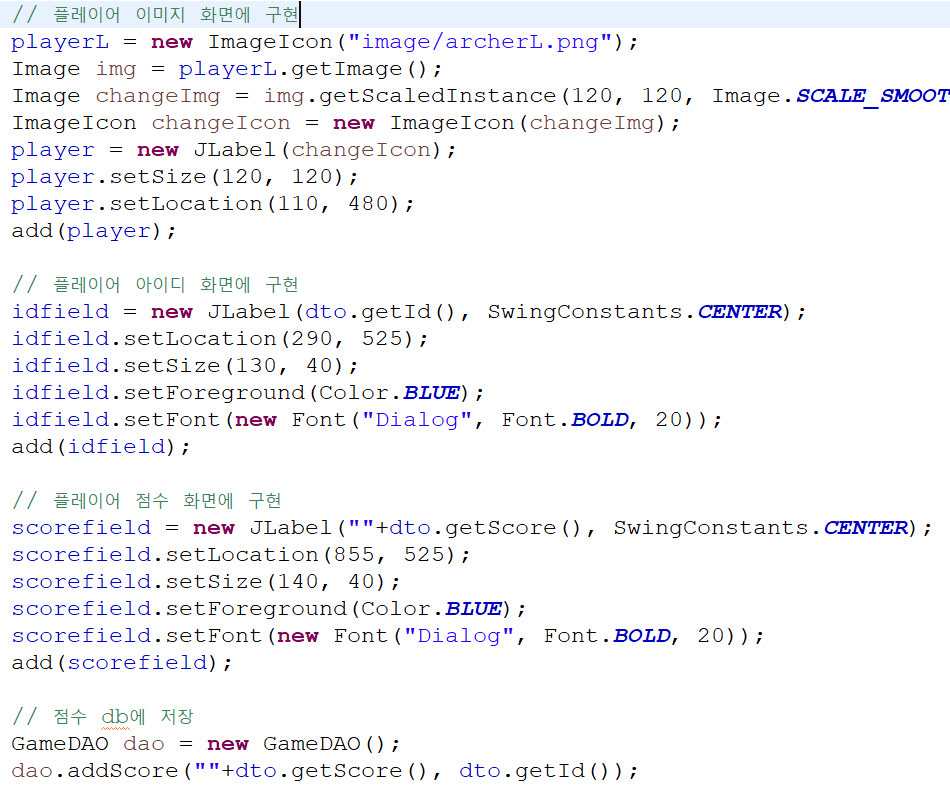 // 플레이어 이미지 화면에 구현
playerL = new ImageIcon("image/archerL.png");
Image img = playerL.getImage();
Image changeImg = img.getScaledInstance(120, 120, Image.SCALE_SMOOT
ImageIcon changeIcon = new ImageIcon(changeImg);
player = new JLabel(changeIcon);
player.setSize(120, 120);
player.setLocation(110, 480);
add(player);

// 플레이어 아이디 화면에 구현
idfield = new JLabel(dto.getId(), SwingConstants.CENTER);
idfield.setLocation(290, 525);
idfield.setSize(130, 40);
idfield.setForeground(Color.BLUE);
idfield.setFont(new Font("Dialog", Font.BOLD, 20));
add(idfield);

// 플레이어 점수 화면에 구현
scorefield = new JLabel(""+dto.getScore(), SwingConstants.CENTER);
scorefield.setLocation(855, 525);
scorefield.setSize(140, 40);
scorefield.setForeground(Color.BLUE);
scorefield.setFont(new Font("Dialog", Font.BOLD, 20));
add(scorefield);

// 점수 db에 저장
GameDAO dao = new GameDAO();
dao.addScore(""+dto.getScore(), dto.getId());